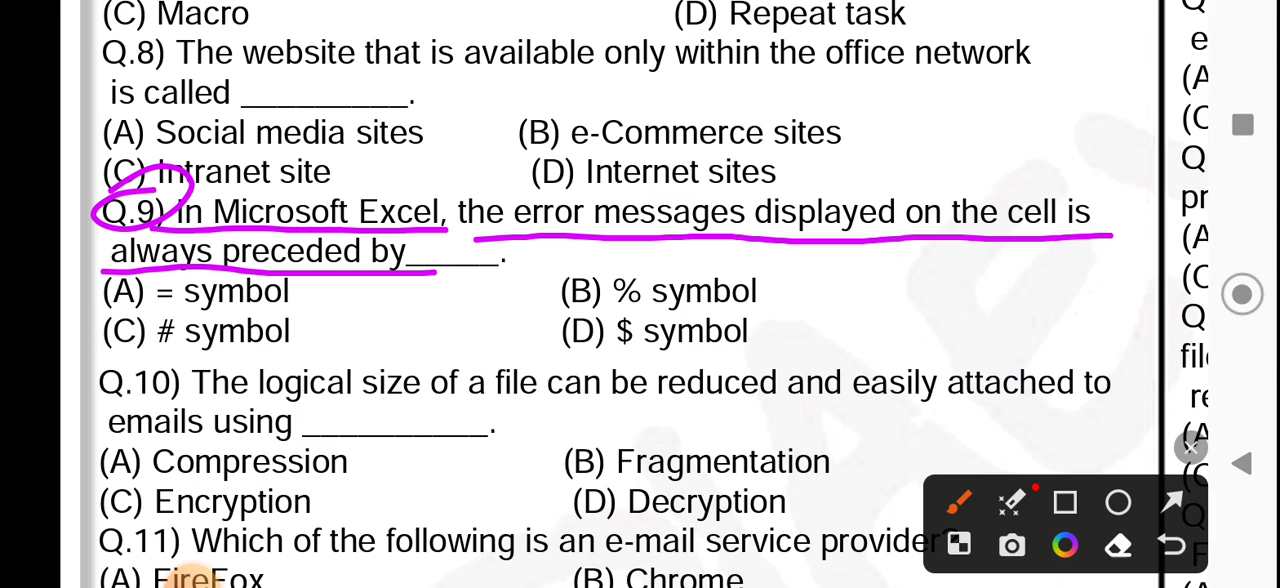 (C) Macro (D) Repeat task
Q.8) The website that is available only within the office network
is called _________.
(A) Social media sites (B) e-Commerce sites
(C) Intranet site (D) Internet sites
Q.9) In Microsoft Excel, the error messages displayed on the cell is
always preceded by_____.
(A) = symbol (B) % symbol
(C) # symbol (D) $ symbol
Q.10) The logical size of a file can be reduced and easily attached to
emails using __________.
(A) Compression (B) Fragmentation
(C) Encryption (D) Decryption
Q.11) Which of the following is an e-mail service provider?
(A) FireFox (B) Chrome